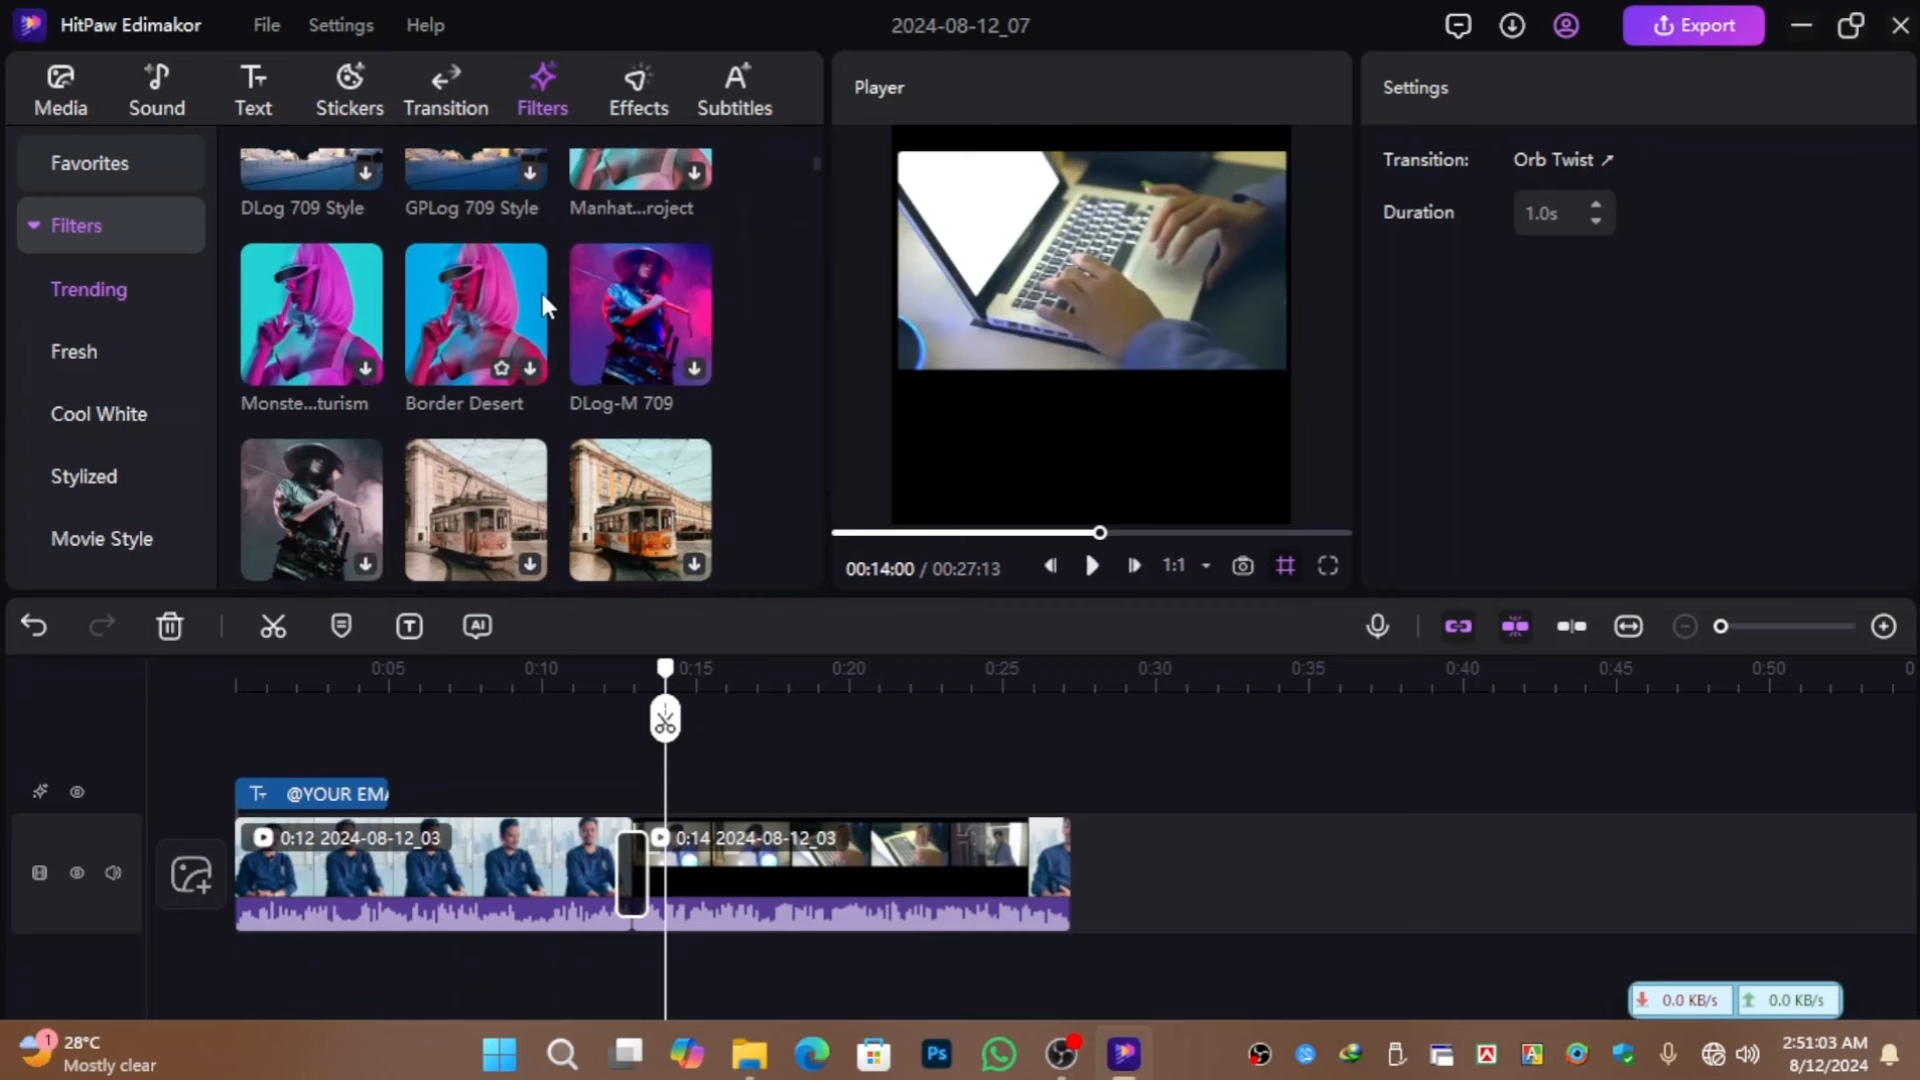 HitPaw Edimakor
File
Settings
Help
2024-08-12_07
Export
Media
Sound
Text
Stickers
Transition
Filters
Effects
Subtitles
Player
Settings
Favorites
Filters
Trending
Fresh
Cool White
Stylized
Movie Style
DLog 709 Style
GPLog 709 Style
Manhat...roject
Monste...turism
Border Desert
DLog-M 709
Transition:
Orb Twist
Duration
1.0s
00:14:00 / 00:27:13
1:1
T
AI
0:05
0:10
0:15
0:20
0:25
0:30
0:35
0:40
0:45
0:50
0
@YOUR EMA
0:12 2024-08-12_03
0:14 2024-08-12_03
0.0 KB/s
0.0 KB/s
1
28°C
Mostly clear
Ps
2:51:03 AM
8/12/2024